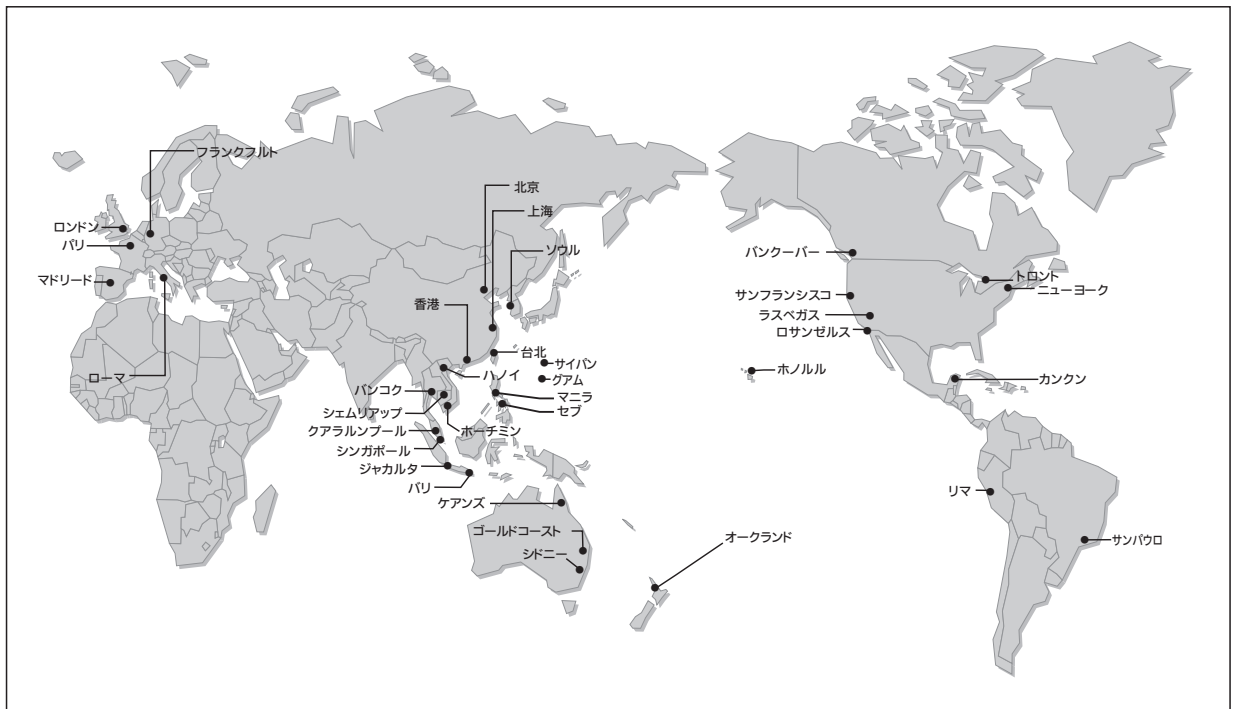 フランクフルト
ロンドン
パリ
マドリード
ローマ
北京
上海
ソウル
香港
台北
サイパン
グアム
ハノイ
バンコク
マニラ
シェムリアップ
セブ
クアラルンプール
ホーチミン
シンガポール
ジャカルタ
バリ
ケアンズ
ゴールドコースト
シドニー
オークランド
バンクーバー
トロント
ニューヨーク
サンフランシスコ
ラスベガス
ロサンゼルス
ホノルル
カンクン
リマ
サンパウロ